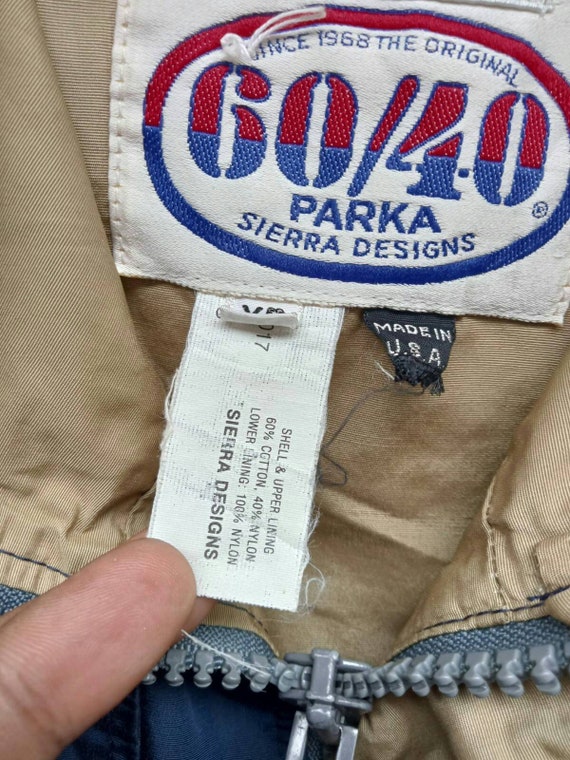 SINCE 1968 THE ORIGINAL
60/40
PARKA
SIERRA DESIGNS
®
MADE IN
U.S.A
017
SHELL & UPPER LINING
60% COTTON, 40% NYLON
LOWER LINING: 100% NYLON
SIERRA DESIGNS